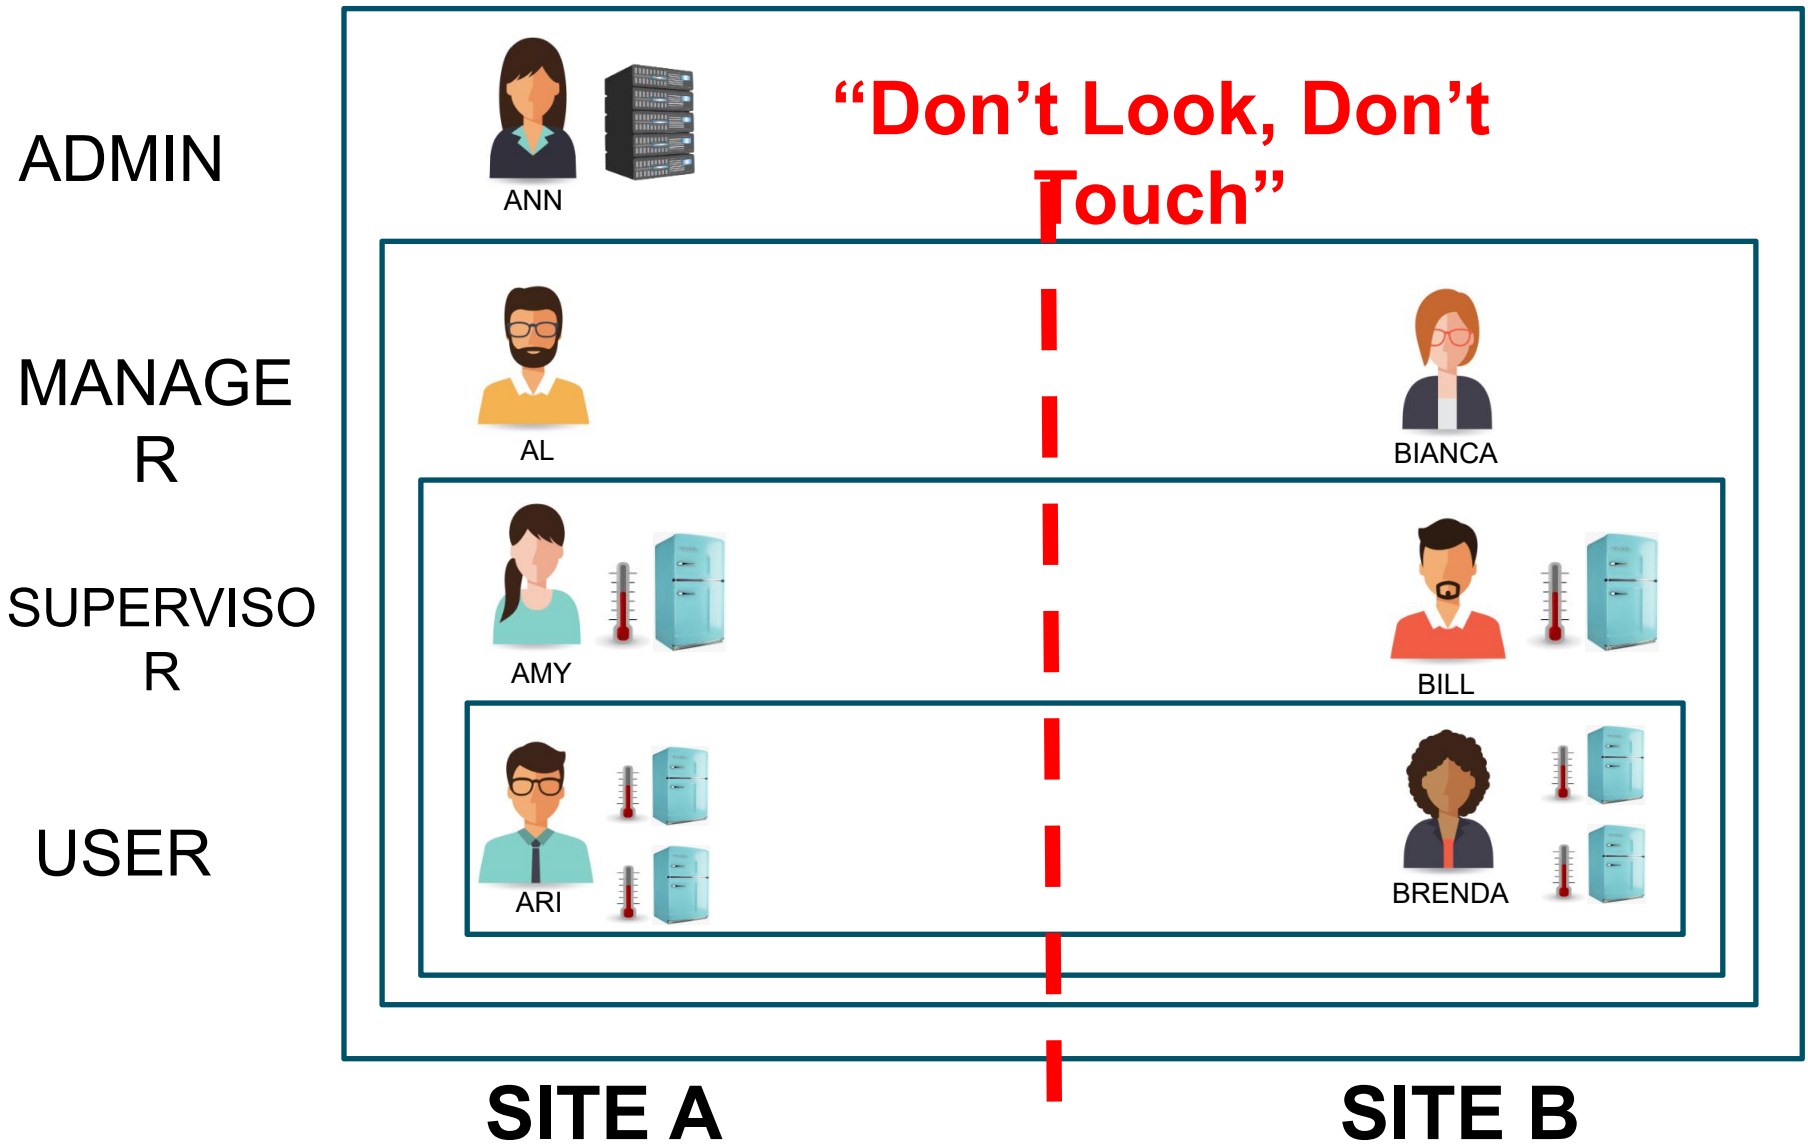 ADMIN
“Don’t Look, Don’t
Touch”
ANN
MANAGE
R
AL
BIANCA
SUPERVISO
R
AMY
BILL
USER
ARI
BRENDA
SITE A
SITE B